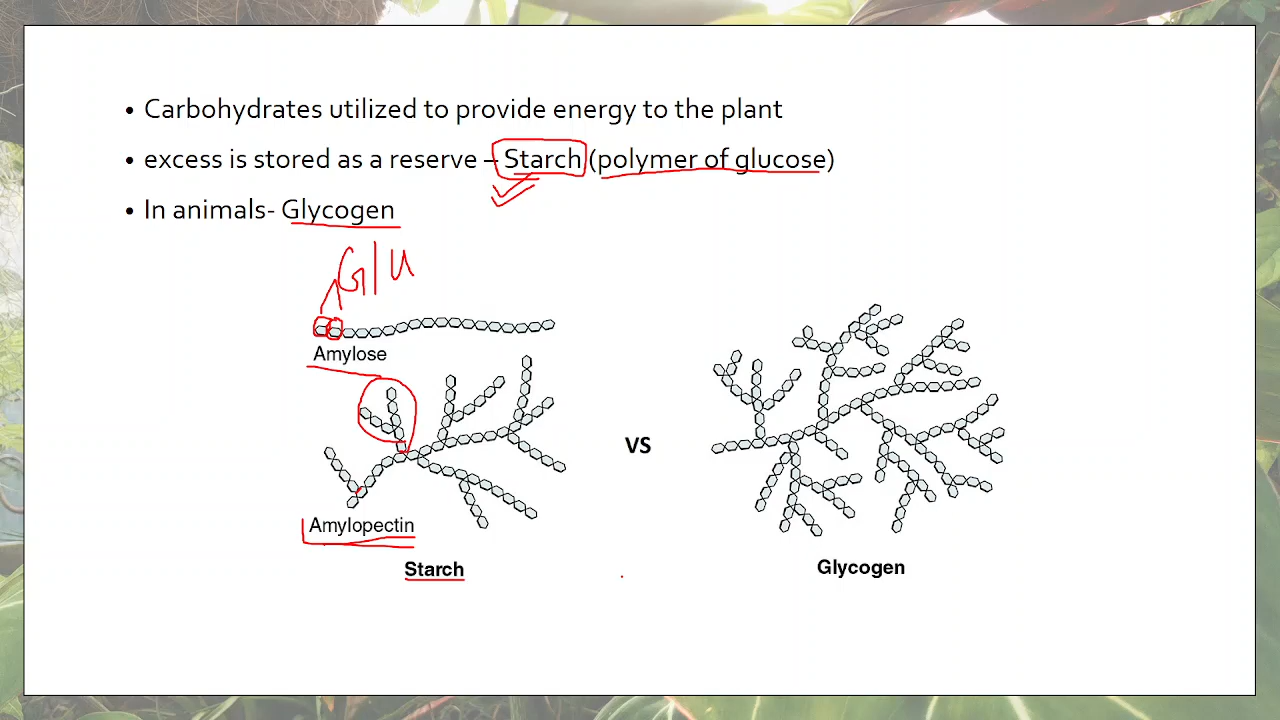 • Carbohydrates utilized to provide energy to the plant
• excess is stored as a reserve – Starch (polymer of glucose)
• In animals- Glycogen
Amylose
VS
Amylopectin
Starch
Glycogen